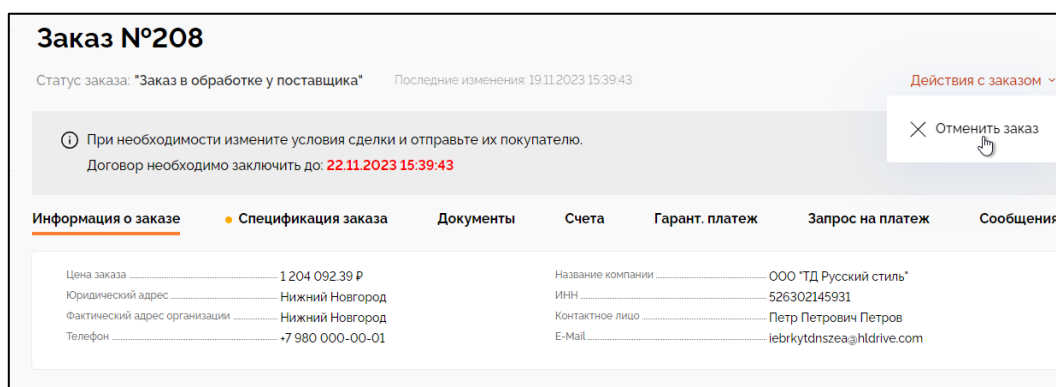 Заказ №208
Статус заказа: "Заказ в обработке у поставщика" Последние изменения: 19.11.2023 15:39:43 Действия с заказом
Отменить заказ
При необходимости измените условия сделки и отправьте их покупателю.
Договор необходимо заключить до: 22.11.2023 15:39:43
Информация о заказе Спецификация заказа Документы Счета Гарант. платеж Запрос на платеж Сообщения
Цена заказа 1 204 092.39 ₽ Название компании ООО "ТД Русский стиль"
Юридический адрес Нижний Новгород ИНН 526302145931
Фактический адрес организации Нижний Новгород Контактное лицо Петр Петрович Петров
Телефон +7 980 000-00-01 E-Mail iebrkytdnszea@hldrive.com